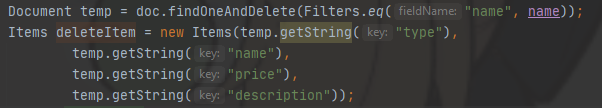 Document temp = doc.findOneAndDelete(Filters.eq( fieldName: "name", name));
Items deleteItem = new Items(temp.getString( key: "type"),
temp.getString( key: "name"),
temp.getString( key: "price"),
temp.getString( key: "description"));